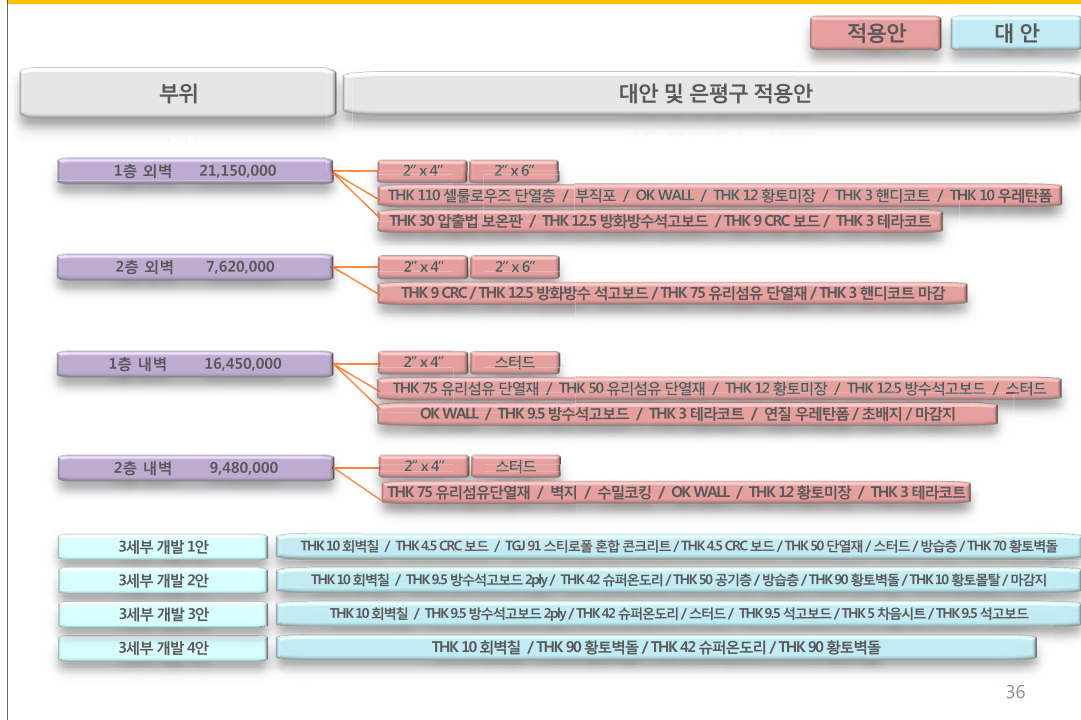 적용안 대 안
부위 대안 및 은평구 적용안
1층 외벽 21,150,000 2” x 4” 2” x 6”
THK 110 셀룰로우즈 단열층 / 부직포 / OK WALL / THK 12 황토미장 / THK 3 핸디코트 / THK 10 우레탄폼
THK 30 압출법 보온판 / THK 12.5 방화방수석고보드 / THK 9 CRC 보드 / THK 3 테라코트
2층 외벽 7,620,000 2” x 4” 2” x 6”
THK 9 CRC / THK 12.5 방화방수 석고보드 / THK 75 유리섬유 단열재 / THK 3 핸디코트 마감
1층 내벽 16,450,000 2” x 4” 스터드
THK 75 유리섬유 단열재 / THK 50 유리섬유 단열재 / THK 12 황토미장 / THK 12.5 방수석고보드 / 스터드
OK WALL / THK 9.5 방수석고보드 / THK 3 테라코트 / 연질 우레탄폼 / 초배지 / 마감지
2층 내벽 9,480,000 2” x 4” 스터드
THK 75 유리섬유단열재 / 벽지 / 수밀코킹 / OK WALL / THK 12 황토미장 / THK 3 테라코트
3세부 개발 1안 THK 10 회벽칠 / THK 4.5 CRC 보드 / TGJ 91 스티로폴 혼합 콘크리트 / THK 4.5 CRC 보드 / THK 50 단열재 / 스터드 / 방습층 / THK 70 황토벽돌
3세부 개발 2안 THK 10 회벽칠 / THK 9.5 방수석고보드 2ply / THK 42 슈퍼온도리 / THK 50 공기층 / 방습층 / THK 90 황토벽돌 / THK 10 황토몰탈 / 마감지
3세부 개발 3안 THK 10 회벽칠 / THK 9.5 방수석고보드 2ply / THK 42 슈퍼온도리 / 스터드 / THK 9.5 석고보드 / THK 5 차음시트 / THK 9.5 석고보드
3세부 개발 4안 THK 10 회벽칠 / THK 90 황토벽돌 / THK 42 슈퍼온도리 / THK 90 황토벽돌
36